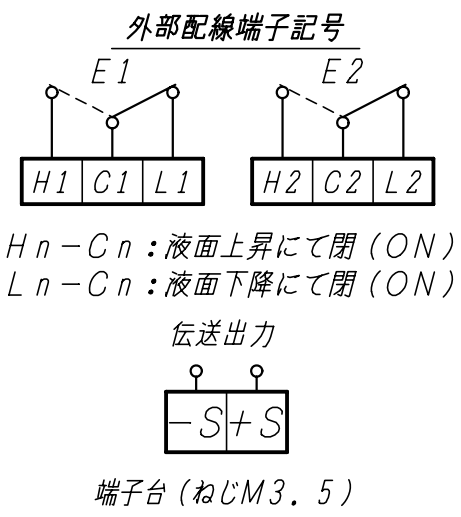 外部配線端子記号
E1 E2
H1 C1 L1 H2 C2 L2
Hn－Cn：液面上昇にて閉（ON）
Ln－Cn：液面下降にて閉（ON）
伝送出力
－S ＋S
端子台（ねじM3．5）